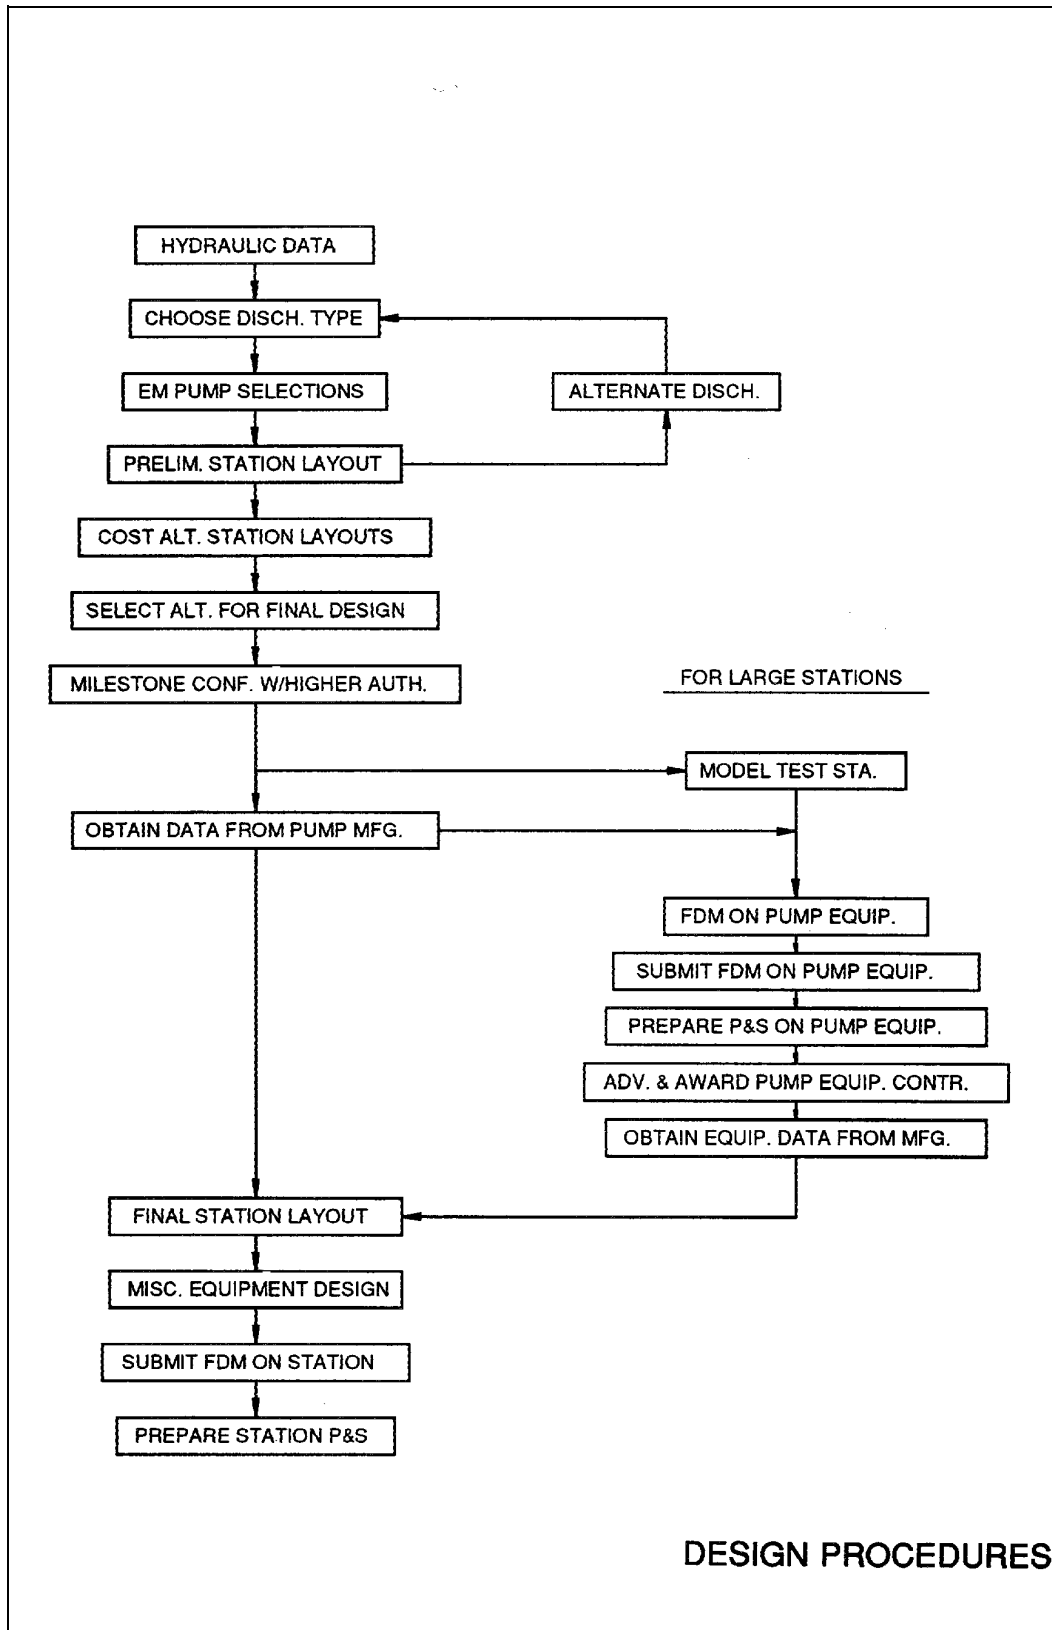 HYDRAULIC DATA
CHOOSE DISCH. TYPE
EM PUMP SELECTIONS
ALTERNATE DISCH.
PRELIM. STATION LAYOUT
COST ALT. STATION LAYOUTS
SELECT ALT. FOR FINAL DESIGN
MILESTONE CONF. W/HIGHER AUTH.
FOR LARGE STATIONS
MODEL TEST STA.
OBTAIN DATA FROM PUMP MFG.
FDM ON PUMP EQUIP.
SUBMIT FDM ON PUMP EQUIP.
PREPARE P&S ON PUMP EQUIP.
ADV. & AWARD PUMP EQUIP. CONTR.
OBTAIN EQUIP. DATA FROM MFG.
FINAL STATION LAYOUT
MISC. EQUIPMENT DESIGN
SUBMIT FDM ON STATION
PREPARE STATION P&S
DESIGN PROCEDURES